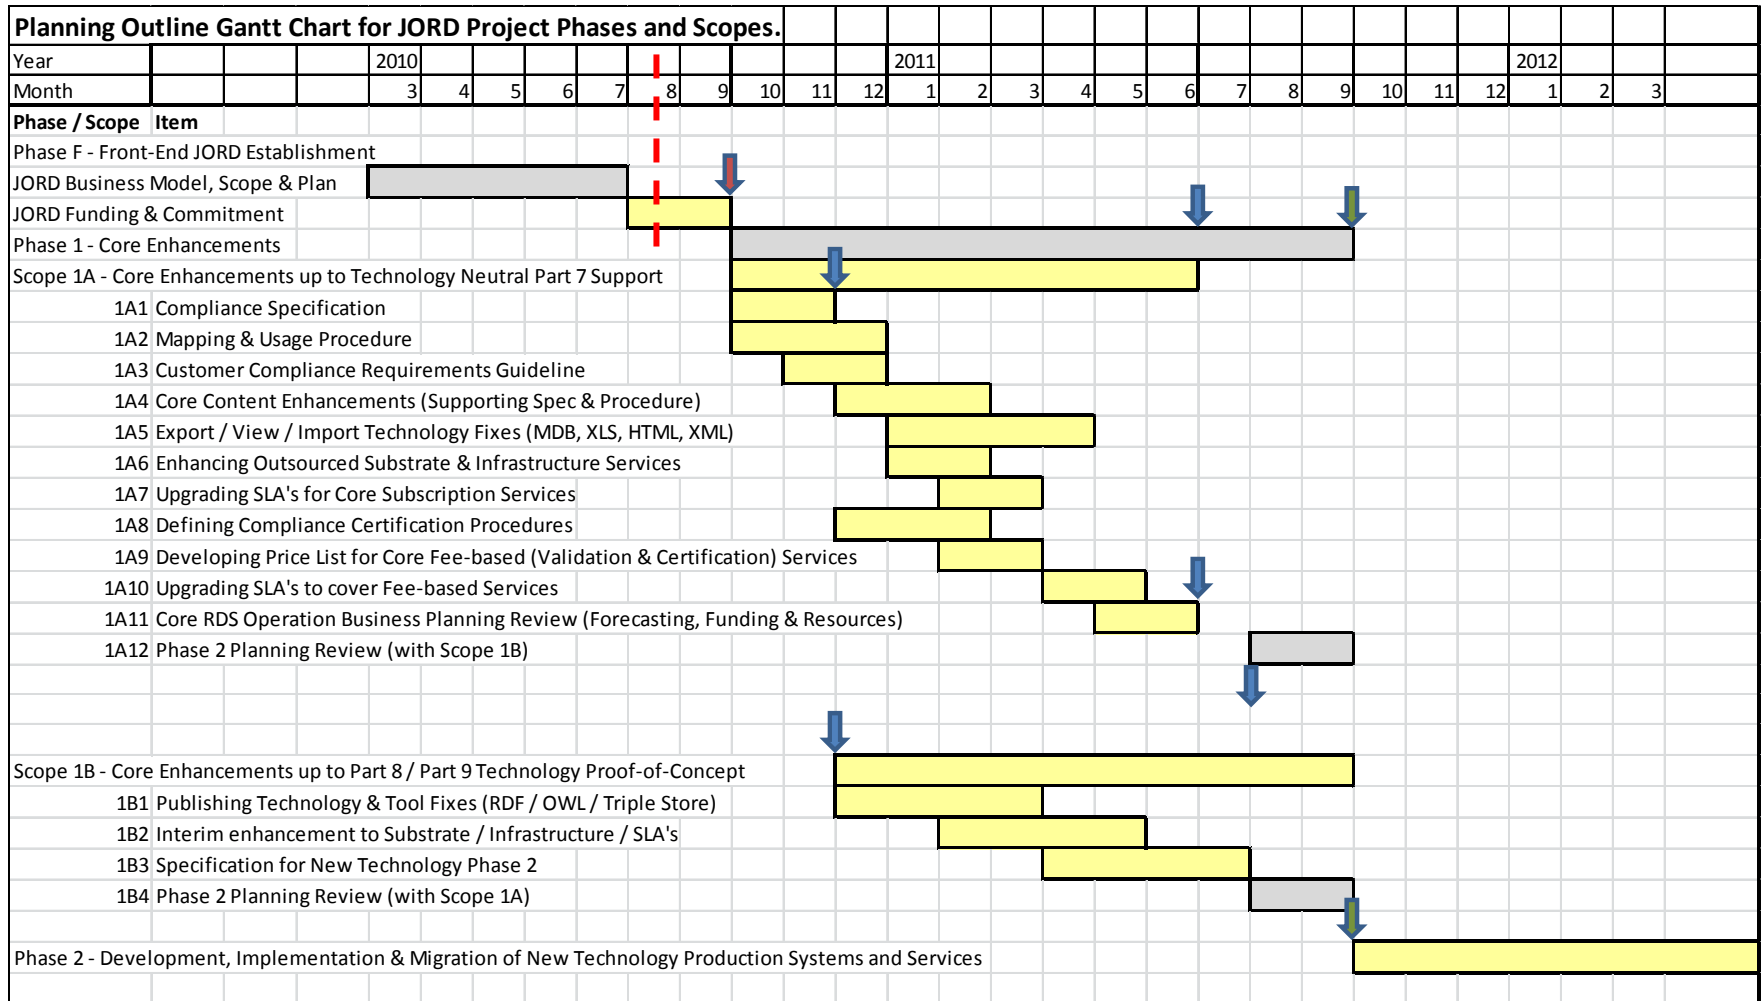 Planning Outline Gantt Chart for JORD Project Phases and Scopes.
Year 2010 2011 2012
Month 3 4 5 6 7 8 9 10 11 12 1 2 3 4 5 6 7 8 9 10 11 12 1 2 3
Phase / Scope Item
Phase F - Front-End JORD Establishment
JORD Business Model, Scope & Plan
JORD Funding & Commitment
Phase 1 - Core Enhancements
Scope 1A - Core Enhancements up to Technology Neutral Part 7 Support
1A1 Compliance Specification
1A2 Mapping & Usage Procedure
1A3 Customer Compliance Requirements Guideline
1A4 Core Content Enhancements (Supporting Spec & Procedure)
1A5 Export / View / Import Technology Fixes (MDB, XLS, HTML, XML)
1A6 Enhancing Outsourced Substrate & Infrastructure Services
1A7 Upgrading SLA's for Core Subscription Services
1A8 Defining Compliance Certification Procedures
1A9 Developing Price List for Core Fee-based (Validation & Certification) Services
1A10 Upgrading SLA's to cover Fee-based Services
1A11 Core RDS Operation Business Planning Review (Forecasting, Funding & Resources)
1A12 Phase 2 Planning Review (with Scope 1B)
Scope 1B - Core Enhancements up to Part 8 / Part 9 Technology Proof-of-Concept
1B1 Publishing Technology & Tool Fixes (RDF / OWL / Triple Store)
1B2 Interim enhancement to Substrate / Infrastructure / SLA's
1B3 Specification for New Technology Phase 2
1B4 Phase 2 Planning Review (with Scope 1A)
Phase 2 - Development, Implementation & Migration of New Technology Production Systems and Services